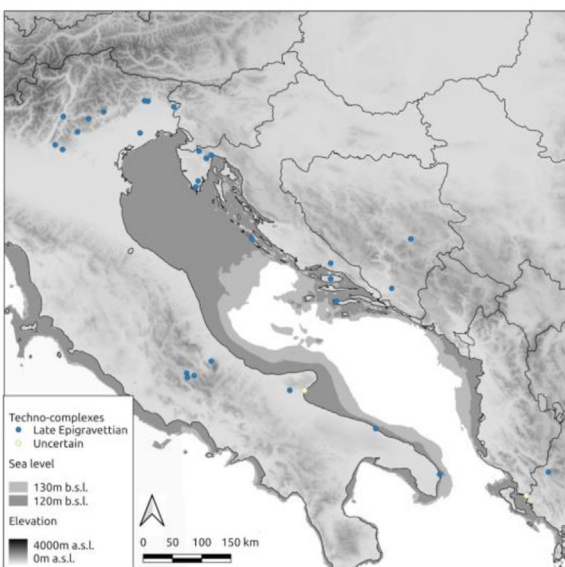 Techno-complexes
Late Epigravettian
Uncertain
Sea level
130m b.s.l.
120m b.s.l.
Elevation
4000m a.s.l.
0m a.s.l.
0 50 100 150 km